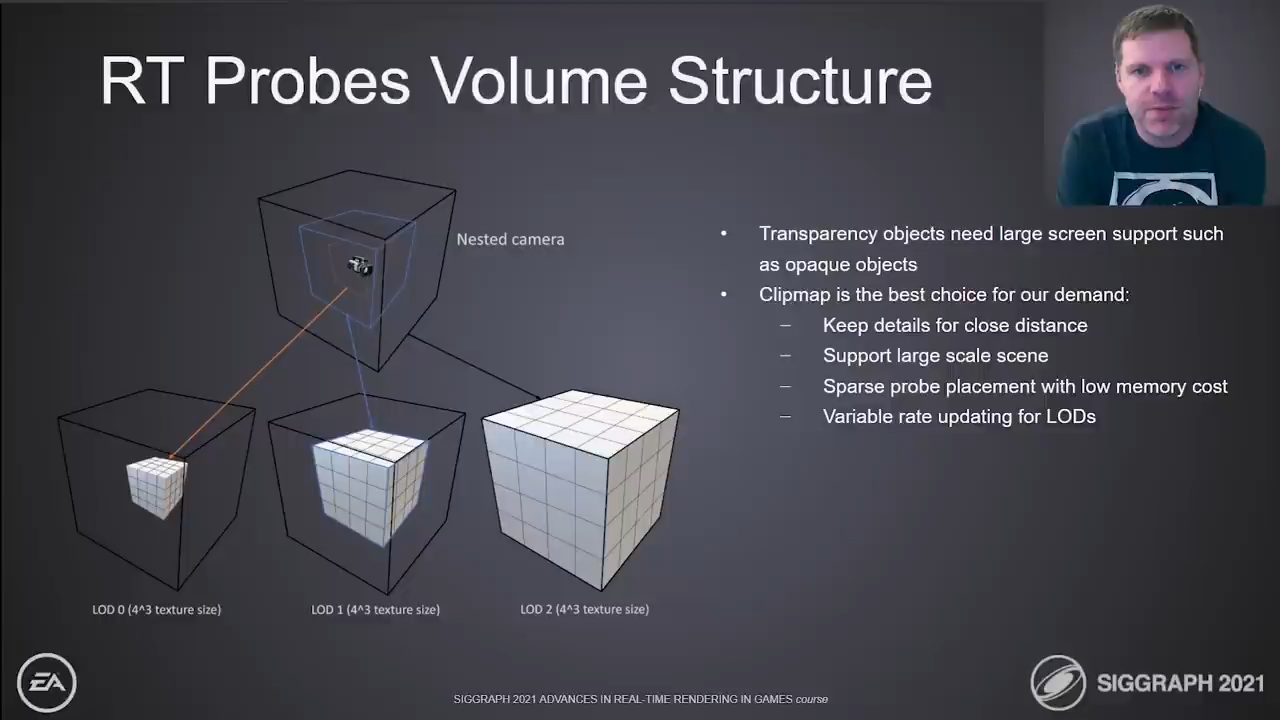 RT Probes Volume Structure
Nested camera
• Transparency objects need large screen support such
as opaque objects
• Clipmap is the best choice for our demand:
– Keep details for close distance
– Support large scale scene
– Sparse probe placement with low memory cost
– Variable rate updating for LODs
LOD 0 (4^3 texture size)
LOD 1 (4^3 texture size)
LOD 2 (4^3 texture size)
EA
SIGGRAPH 2021 ADVANCES IN REAL-TIME RENDERING IN GAMES course
SIGGRAPH 2021